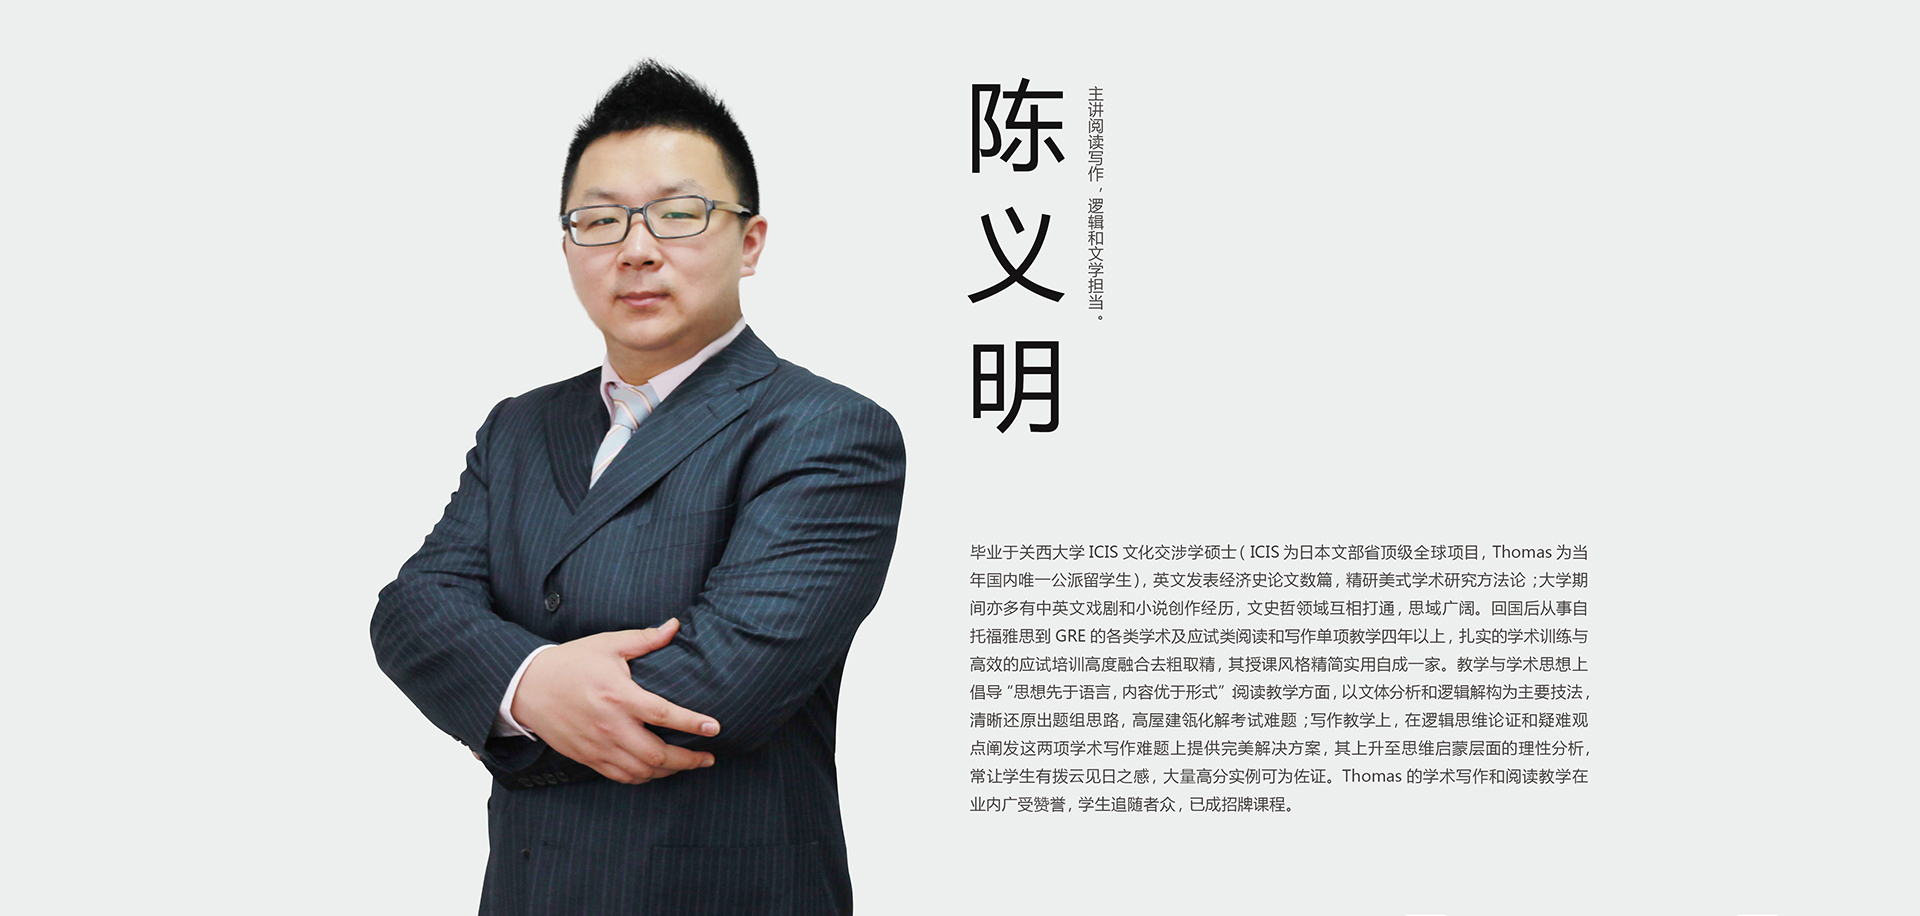 陈义明
主讲阅读写作，逻辑和文学担当。
毕业于关西大学 ICIS 文化交涉学硕士( ICIS 为日本文部省顶级全球项目, Thomas 为当
年国内唯一公派留学生), 英文发表经济史论文数篇, 精研美式学术研究方法论 ;大学期
间亦多有中英文戏剧和小说创作经历, 文史哲领域互相打通, 思域广阔。回国后从事自
托福雅思到 GRE 的各类学术及应试类阅读和写作单项教学四年以上, 扎实的学术训练与
高效的应试培训高度融合去粗取精, 其授课风格精简实用自成一家。教学与学术思想上
倡导 “思想先于语言, 内容优于形式” :阅读教学方面, 以文体分析和逻辑解构为主要技法,
清晰还原出题组思路, 高屋建瓴化解考试难题 ;写作教学上, 在逻辑思维论证和疑难观
点阐发这两项学术写作难题上提供完美解决方案, 其上升至思维启蒙层面的理性分析,
常让学生有拨云见日之感, 大量高分实例可为佐证。Thomas 的学术写作和阅读教学在
业内广受赞誉, 学生追随者众, 已成招牌课程。